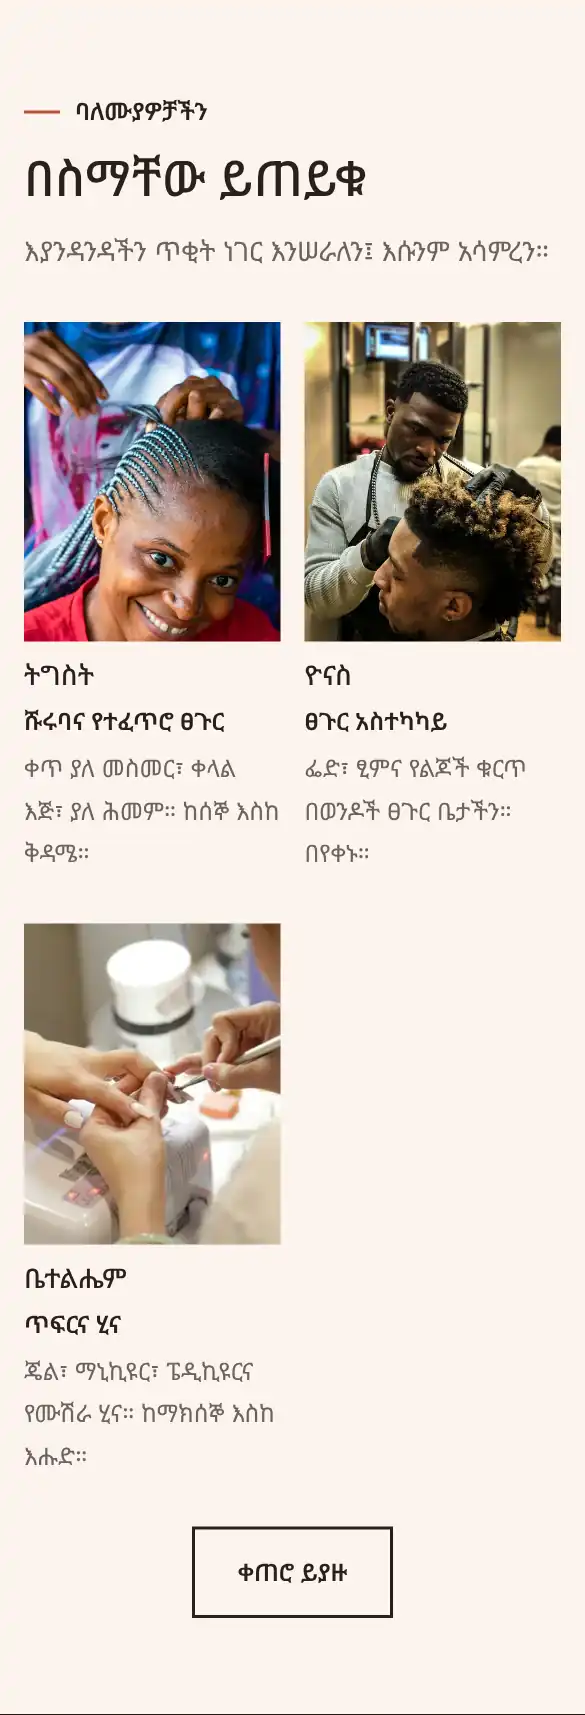 ባለሙያዎቻችን
በስማቸው ይጠይቁ
እያንዳንዳችን ጥቂት ነገር እንሠራለን፤ እሱንም አሳምረን።
ትግስት
ሹሩባና የተፈጥሮ ፀጉር
ቀጥ ያለ መስመር፣ ቀላል
እጅ፣ ያለ ሕመም። ከሰኞ እስከ
ቅዳሜ።
ዮናስ
ፀጉር አስተካካይ
ፌድ፣ ፂምና የልጆች ቁርጥ
በወንዶች ፀጉር ቤታችን።
በየቀኑ።
ቤተልሔም
ጥፍርና ሂና
ጄል፣ ማኒኪዩር፣ ፔዲኪዩርና
የሙሽራ ሂና። ከማክሰኞ እስከ
እሑድ።
ቀጠሮ ይያዙ